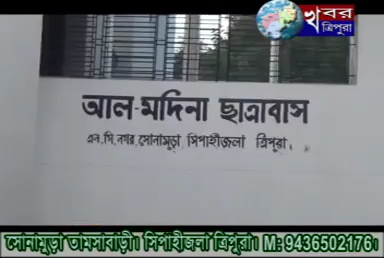 খবর
ত্রিপুরা
আল-মদিনা ছাত্রাবাস
এন,সি,নগর,সোনামুড়া,সিপাহীজলা ত্রিপুরা।
সোনামুড়া তামসাবাড়ী। সিপাহীজলা ত্রিপুরা। M: 9436502176।